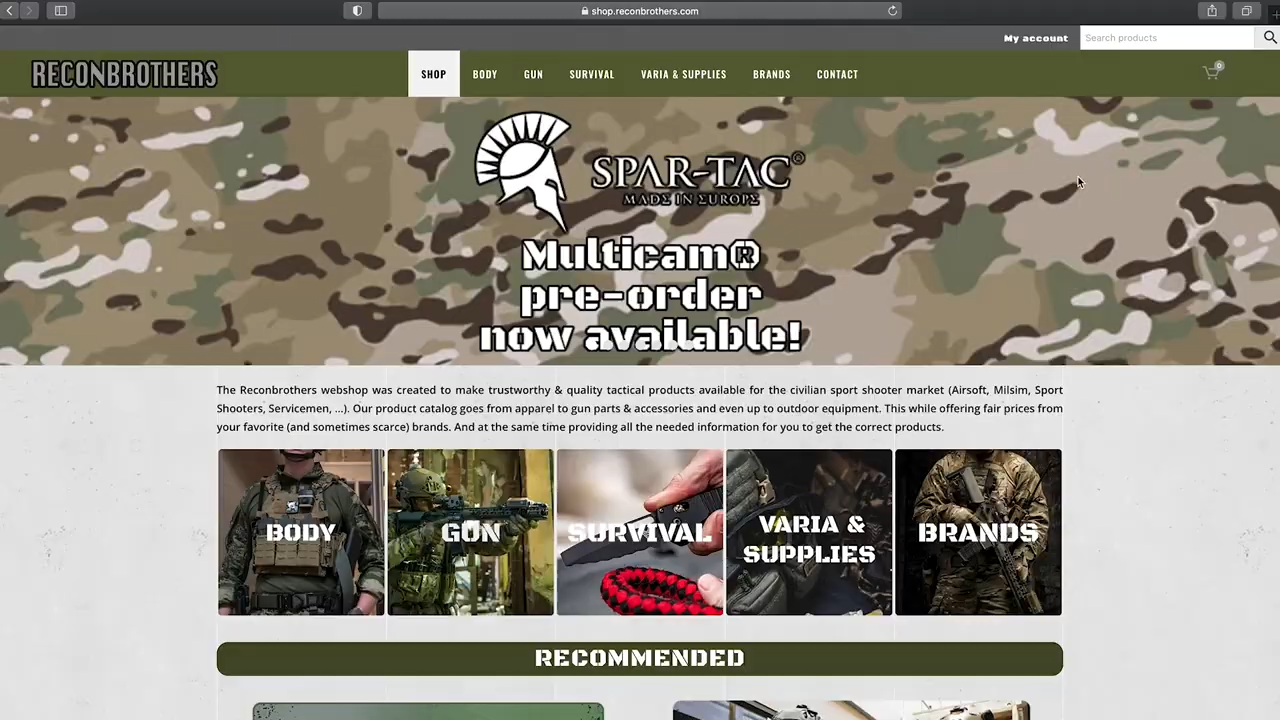 shop.reconbrothers.com
My account
Search products
RECONBROTHERS
SHOP
BODY
GUN
SURVIVAL
VARIA & SUPPLIES
BRANDS
CONTACT
0
SPAR-TAC©
MADE IN EUROPE
Multicam®
pre-order
now available!
The Reconbrothers webshop was created to make trustworthy & quality tactical products available for the civilian sport shooter market (Airsoft, Milsim, Sport
Shooters, Servicemen, ...). Our product catalog goes from apparel to gun parts & accessories and even up to outdoor equipment. This while offering fair prices from
your favorite (and sometimes scarce) brands. And at the same time providing all the needed information for you to get the correct products.
BODY
GUN
SURVIVAL
VARIA &
SUPPLIES
BRANDS
RECOMMENDED